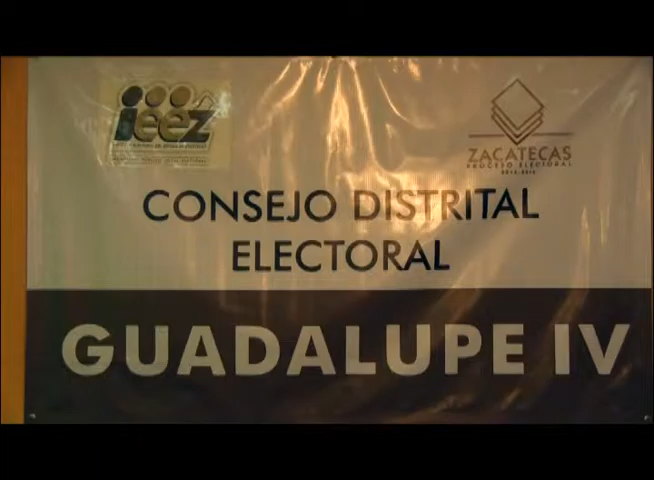 ieez
ZACATECAS
PROCESO ELECTORAL
CONSEJO DISTRITAL
ELECTORAL
GUADALUPE IV